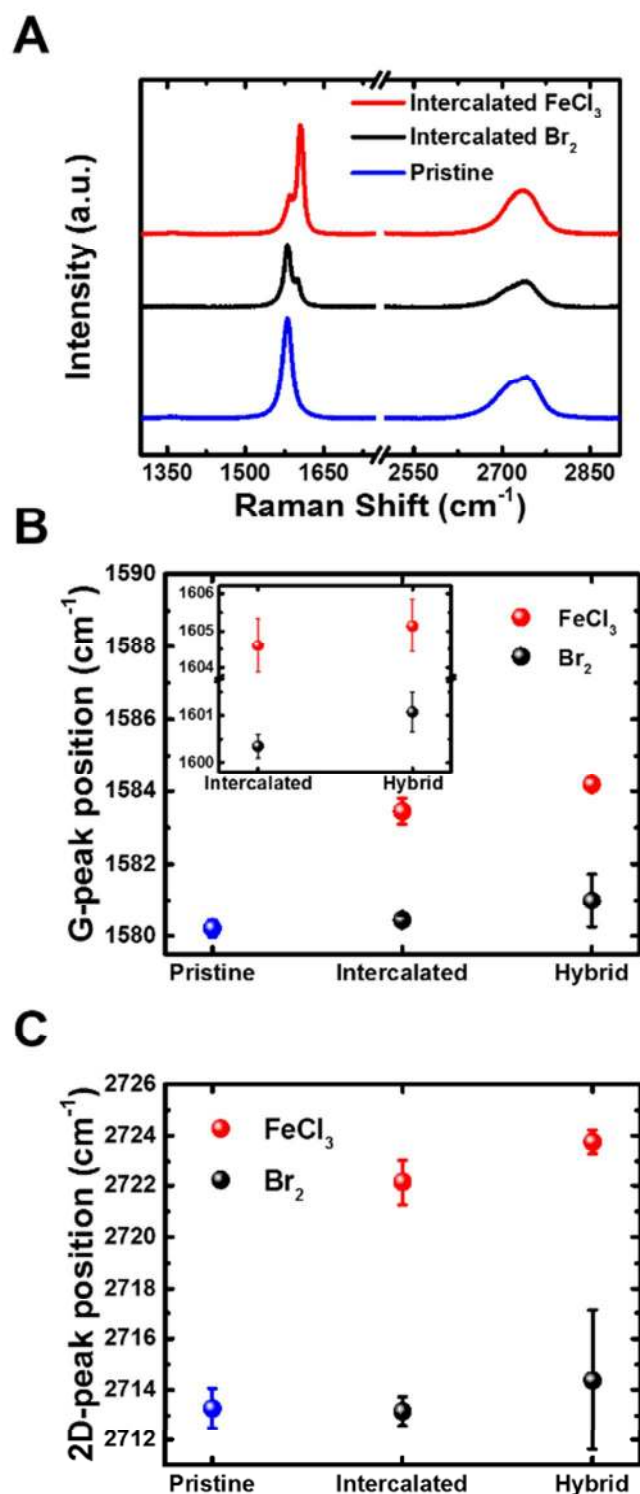 A
Intercalated FeCl₃
Intercalated Br₂
Pristine
Intensity (a.u.)
1350 1500 1650 2550 2700 2850
Raman Shift (cm⁻¹)
B
G-peak position (cm⁻¹)
1590
1588
1586
1584
1582
1580
1606
1605
1604
1601
1600
Intercalated Hybrid
FeCl₃
Br₂
Pristine Intercalated Hybrid
C
2D-peak position (cm⁻¹)
2726
2724
2722
2716
2714
2712
FeCl₃
Br₂
Pristine Intercalated Hybrid